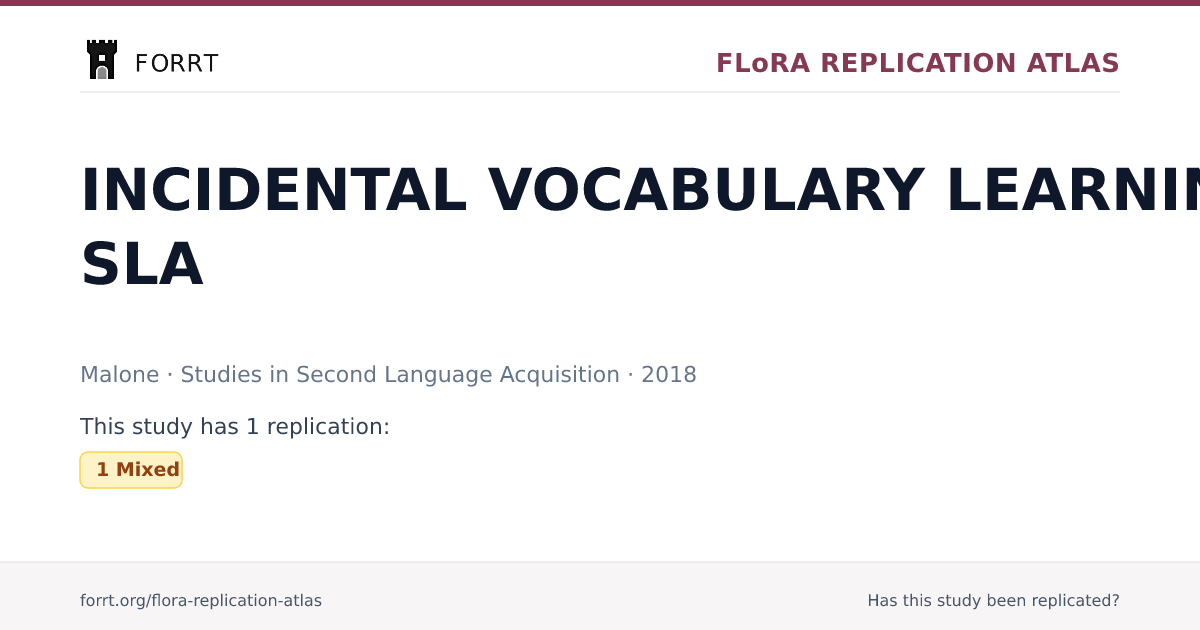 FORRT
FLoRA REPLICATION ATLAS
INCIDENTAL VOCABULARY
SLA
Malone · Studies in Second Language Acquisition · 2018
This study has 1 replication:
1 Mixed
forrt.org/flora-replication-atlas
Has this study been replicated?